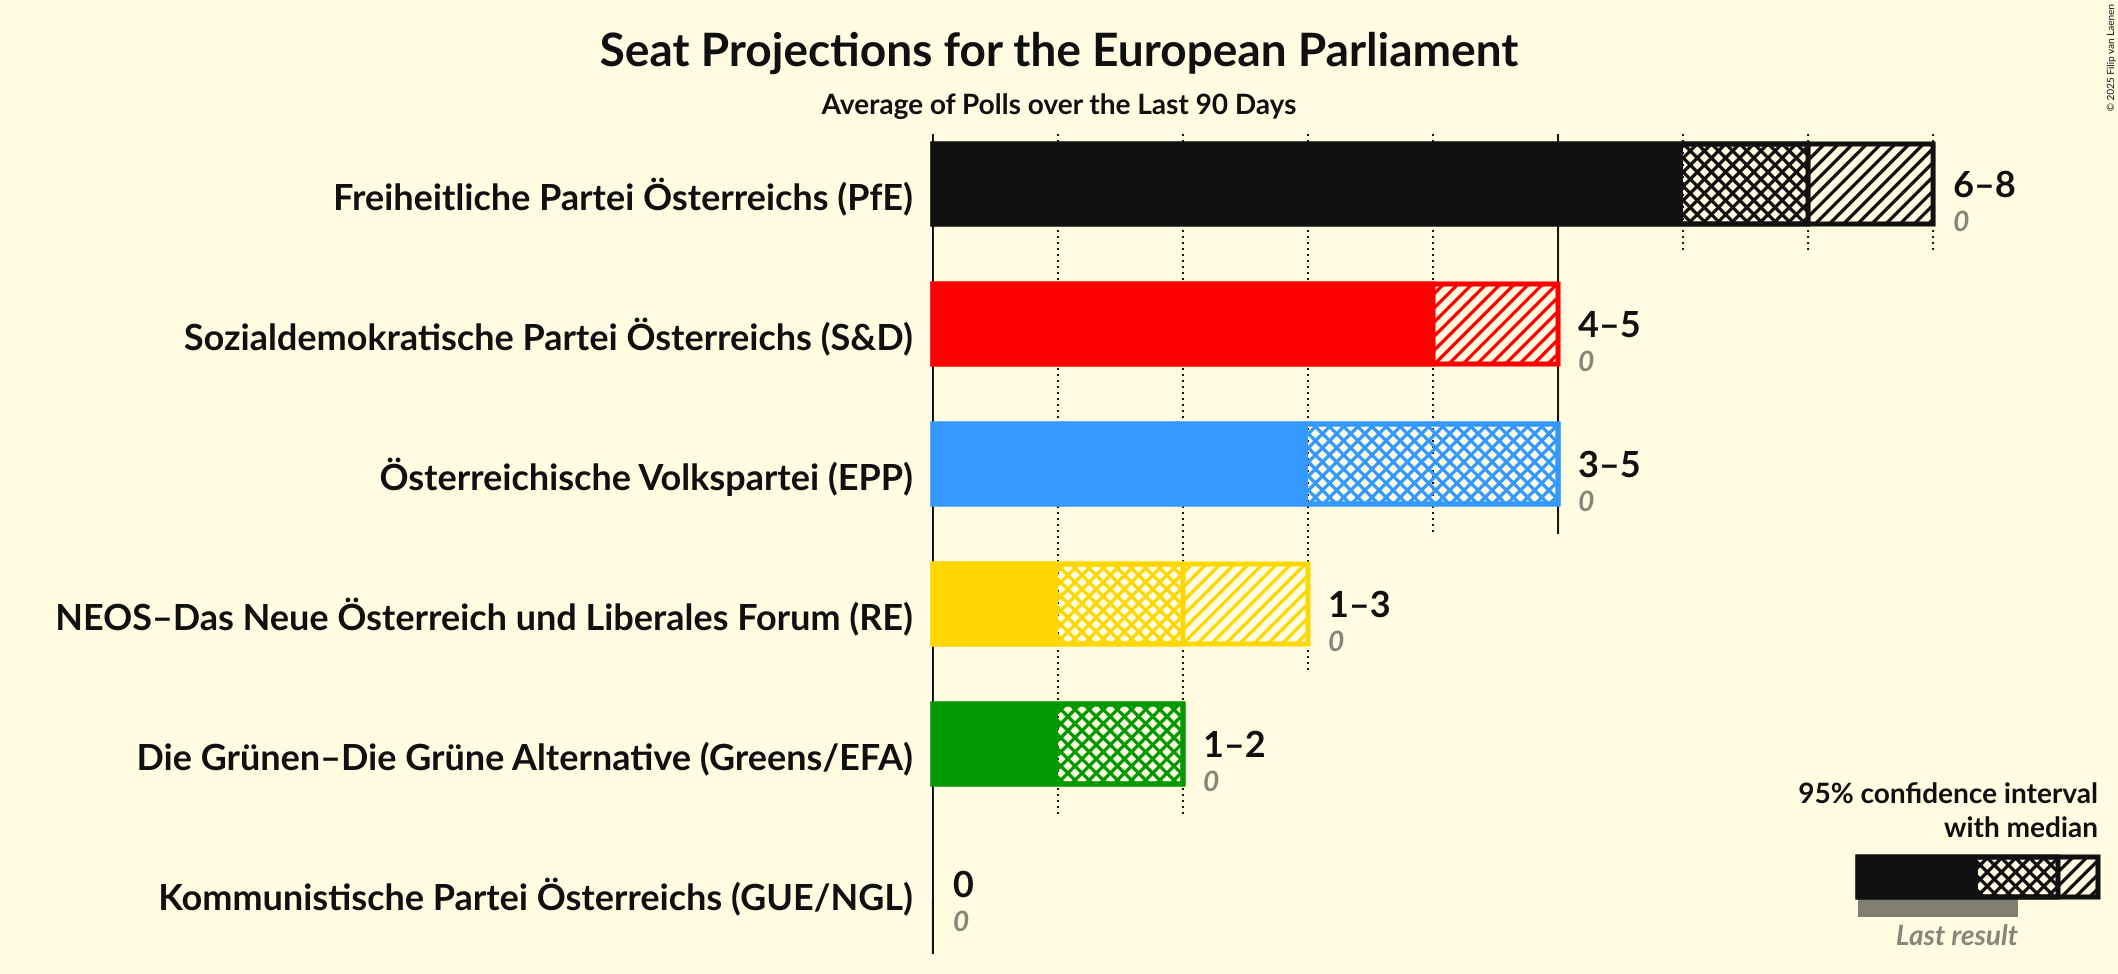 Seat Projections for the European Parliament
Average of Polls over the Last 90 Days
© 2025 Filip van Laenen
Freiheitliche Partei Österreichs (PfE)
6–8
0
Sozialdemokratische Partei Österreichs (S&D)
4–5
0
Österreichische Volkspartei (EPP)
3–5
0
NEOS–Das Neue Österreich und Liberales Forum (RE)
1–3
0
Die Grünen–Die Grüne Alternative (Greens/EFA)
1–2
0
Kommunistische Partei Österreichs (GUE/NGL)
0
0
95% confidence interval
with median
Last result